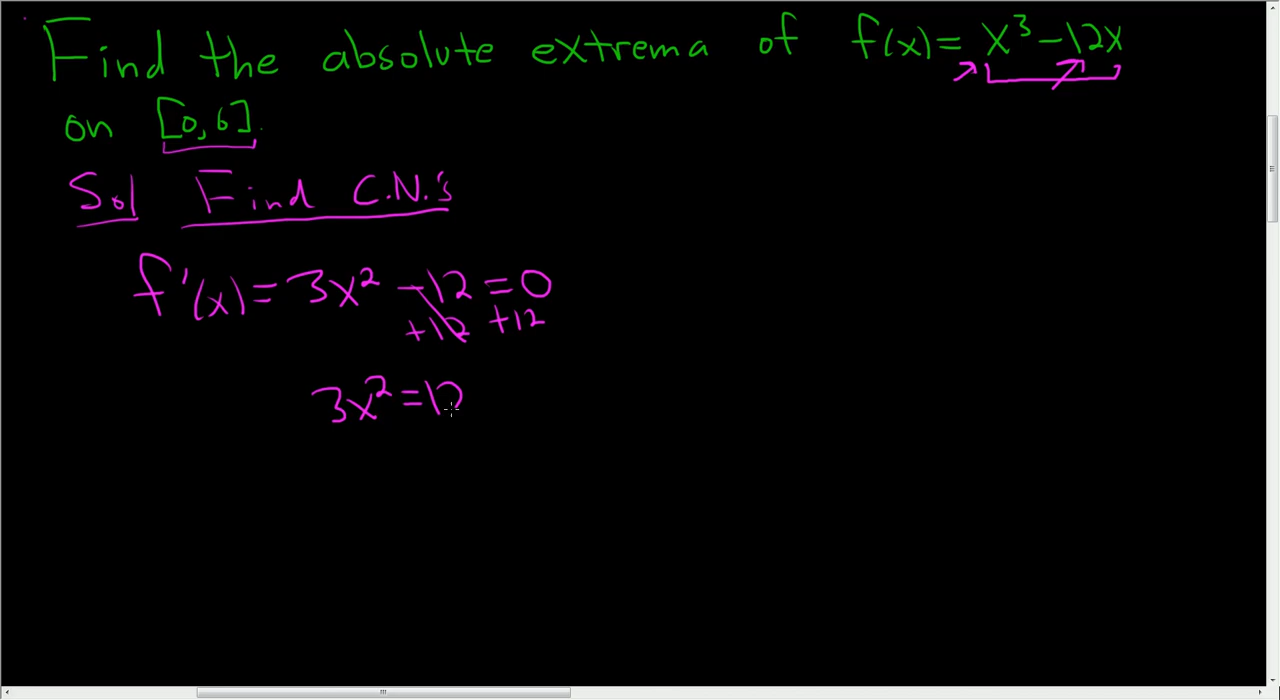 Find the absolute extrema of f(x) = x³ - 12x
on [0,6].
Sol Find C.N.'s
f'(x) = 3x² - 12 = 0
+12 +12
3x² = 12